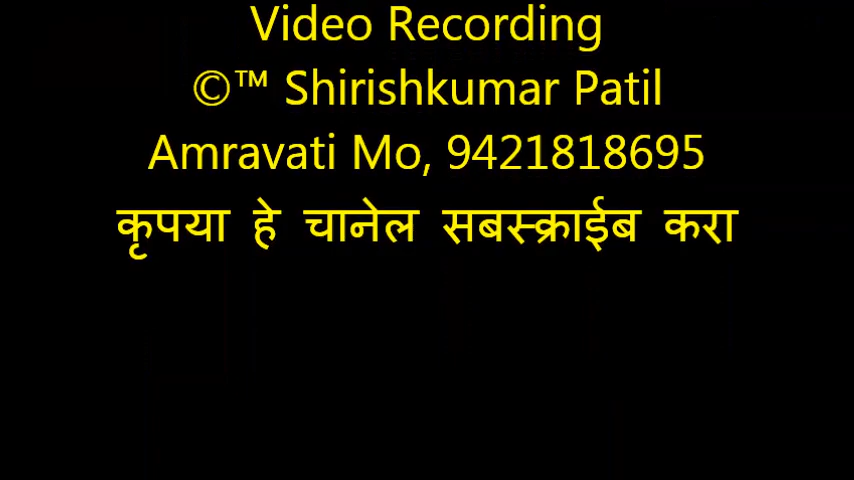 Video Recording
©™ Shirishkumar Patil
Amravati Mo, 9421818695
कृपया हे चानेल सबस्क्राईब करा